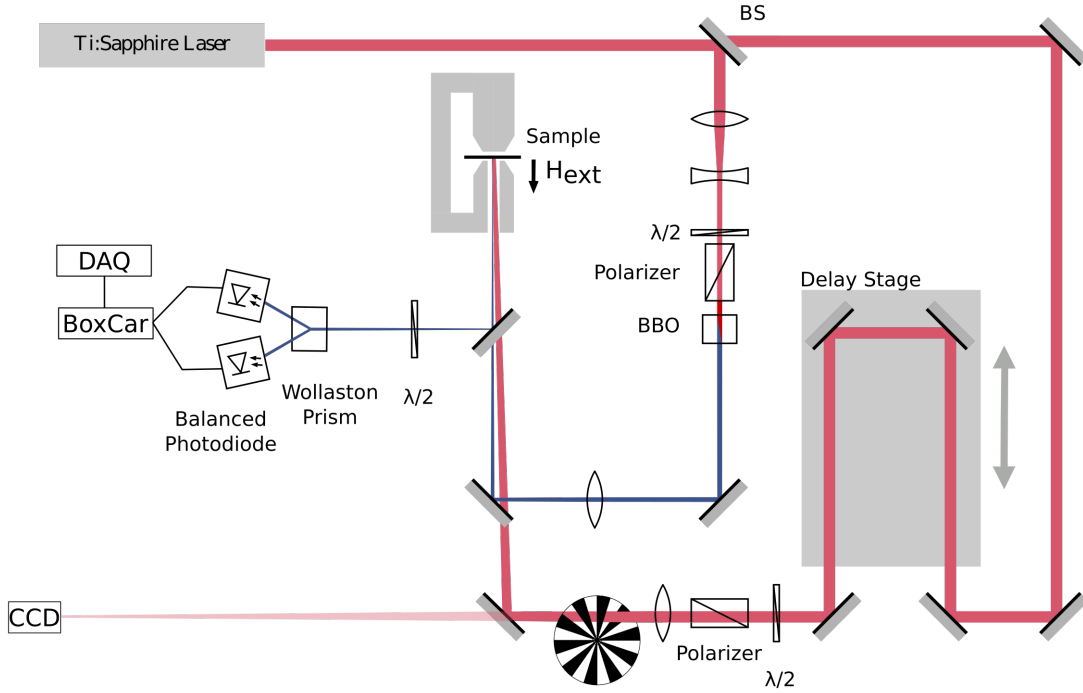 BS
Ti:Sapphire Laser
Sample
Hext
λ/2
Polarizer
BBO
DAQ
BoxCar
Delay Stage
Wollaston
Prism
λ/2
Balanced
Photodiode
CCD
Polarizer
λ/2